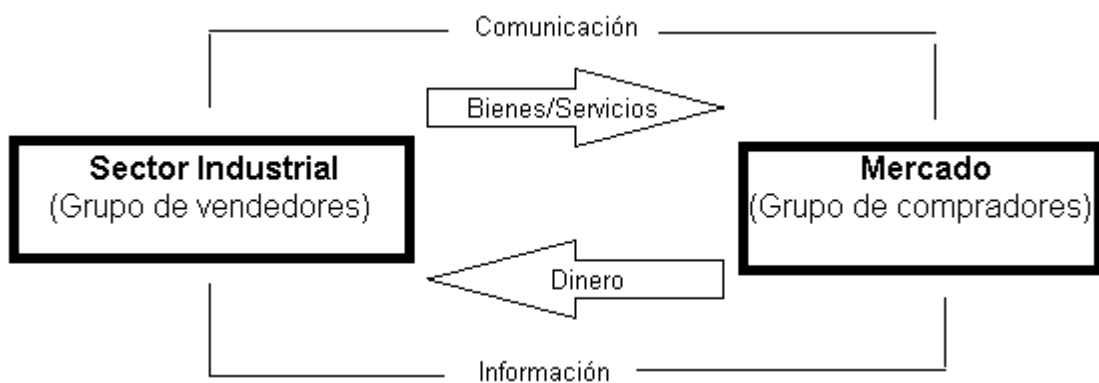 Comunicación
Bienes/Servicios
Sector Industrial
(Grupo de vendedores)
Mercado
(Grupo de compradores)
Dinero
Información